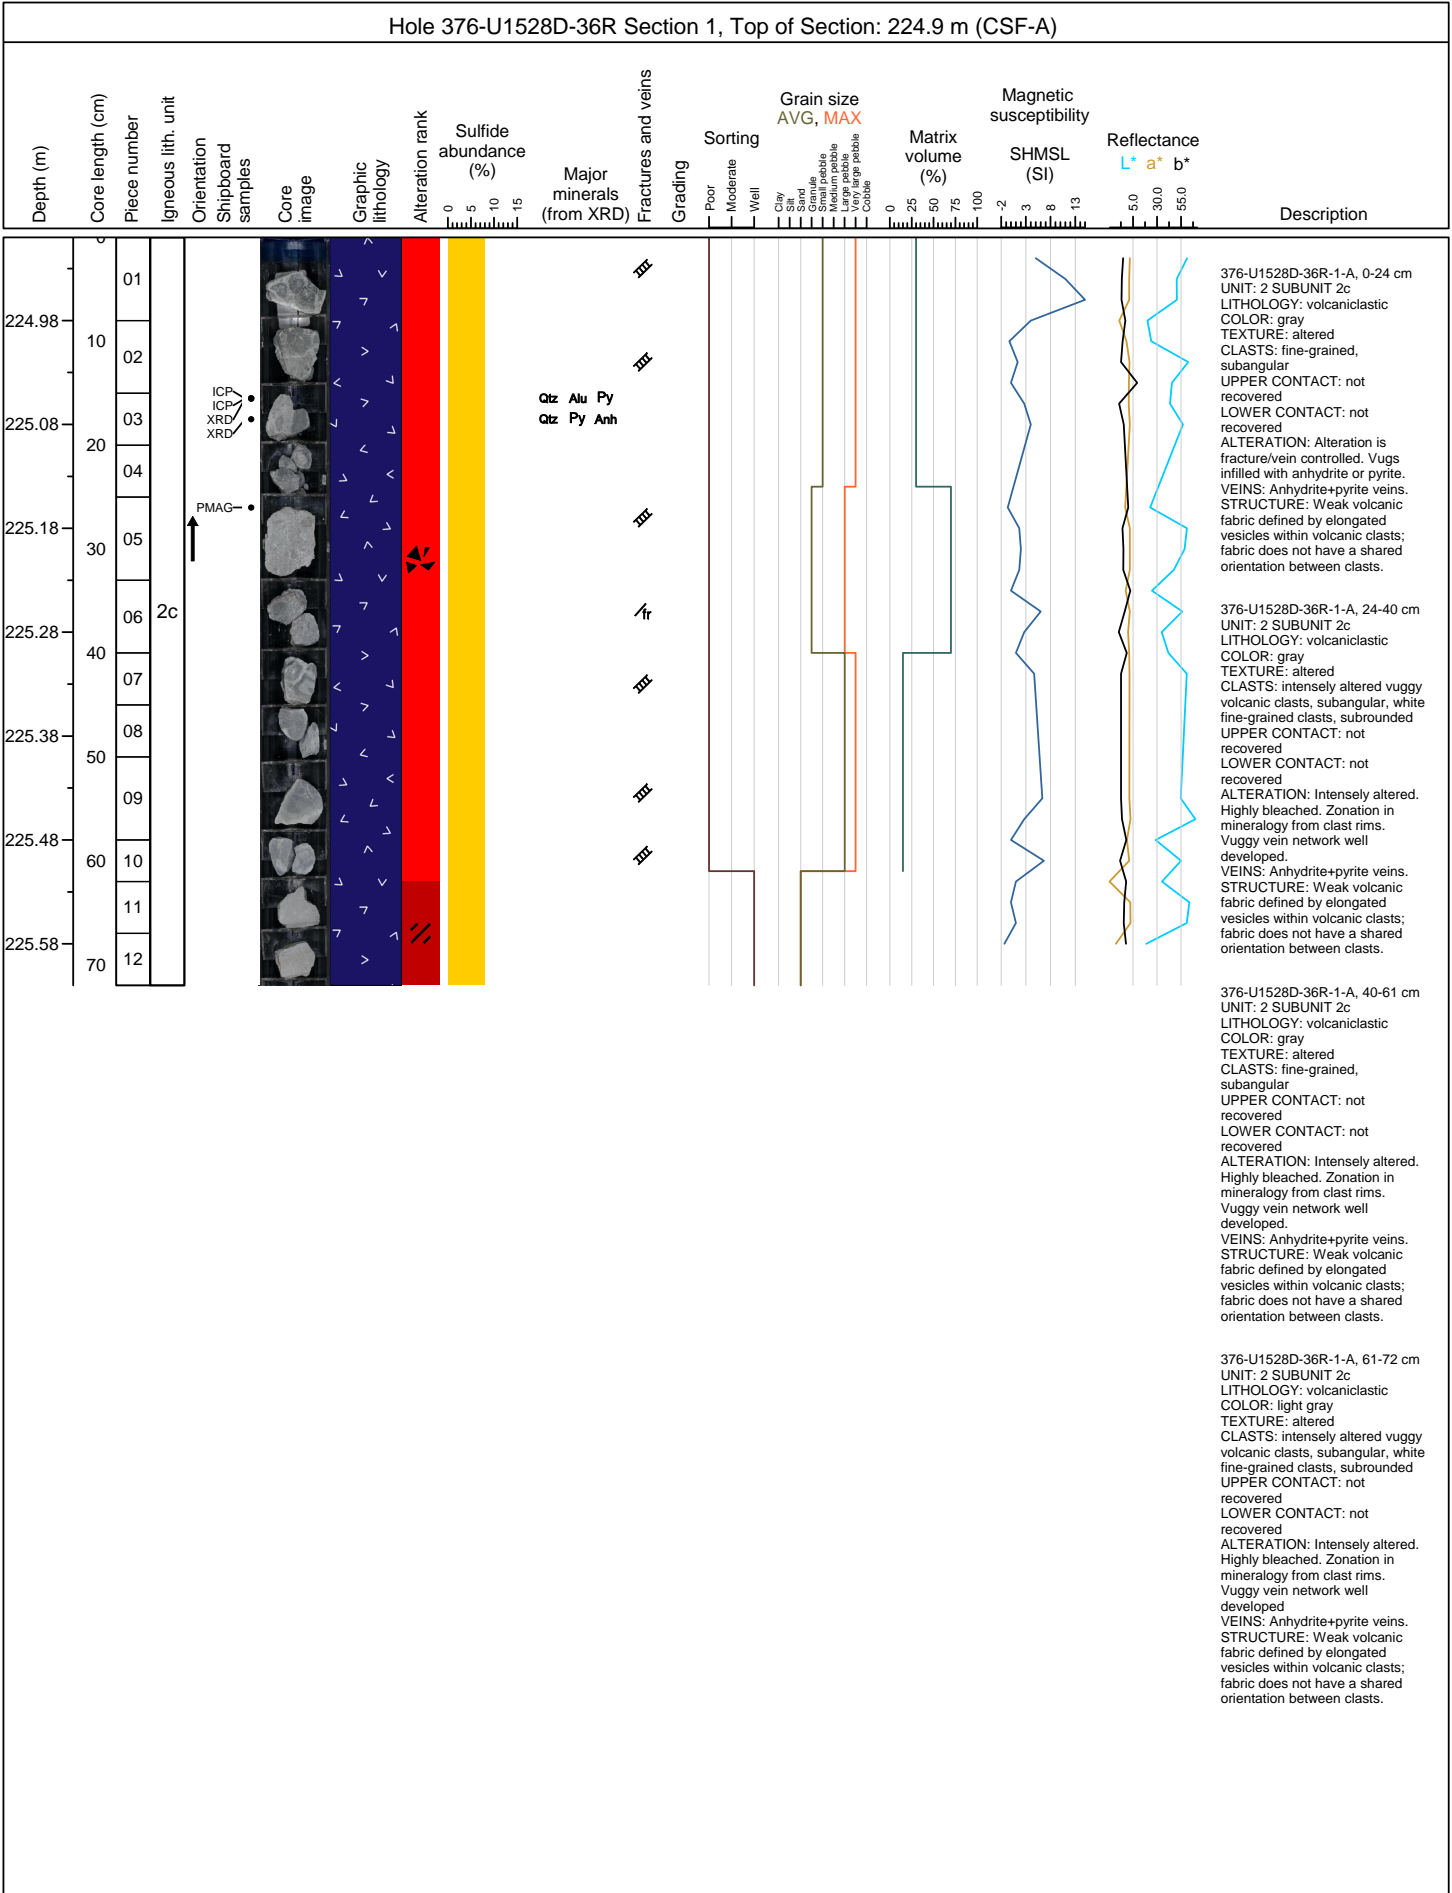 Hole 376-U1528D-36R Section 1, Top of Section: 224.9 m (CSF-A)
Depth (m)
Core length (cm)
Piece number
Igneous lith. unit
Orientation
Shipboard
samples
Core
image
Graphic
lithology
Alteration rank
Sulfide
abundance
(%)
0 5 10 15
Major
minerals
(from XRD)
Fractures and veins
Grading
Sorting
Poor
Moderate
Well
Grain size
AVG, MAX
Clay
Silt
Sand
Granule
Small pebble
Medium pebble
Large pebble
Very large pebble
Cobble
Matrix
volume
(%)
0 25 50 75 100
Magnetic
susceptibility
SHMSL
(SI)
-2 3 8 13
Reflectance
L* a* b*
5.0 30.0 55.0
Description
224.98
225.08
225.18
225.28
225.38
225.48
225.58
0
10
20
30
40
50
60
70
01
02
03
04
05
06
07
08
09
10
11
12
2c
ICP
ICP
XRD
XRD
PMAG
Qtz Alu Py
Qtz Py Anh
fr
376-U1528D-36R-1-A, 0-24 cm
UNIT: 2 SUBUNIT 2c
LITHOLOGY: volcaniclastic
COLOR: gray
TEXTURE: altered
CLASTS: fine-grained,
subangular
UPPER CONTACT: not
recovered
LOWER CONTACT: not
recovered
ALTERATION: Alteration is
fracture/vein controlled. Vugs
infilled with anhydrite or pyrite.
VEINS: Anhydrite+pyrite veins.
STRUCTURE: Weak volcanic
fabric defined by elongated
vesicles within volcanic clasts;
fabric does not have a shared
orientation between clasts.
376-U1528D-36R-1-A, 24-40 cm
UNIT: 2 SUBUNIT 2c
LITHOLOGY: volcaniclastic
COLOR: gray
TEXTURE: altered
CLASTS: intensely altered vuggy
volcanic clasts, subangular, white
fine-grained clasts, subrounded
UPPER CONTACT: not
recovered
LOWER CONTACT: not
recovered
ALTERATION: Intensely altered.
Highly bleached. Zonation in
mineralogy from clast rims.
Vuggy vein network well
developed.
VEINS: Anhydrite+pyrite veins.
STRUCTURE: Weak volcanic
fabric defined by elongated
vesicles within volcanic clasts;
fabric does not have a shared
orientation between clasts.
376-U1528D-36R-1-A, 40-61 cm
UNIT: 2 SUBUNIT 2c
LITHOLOGY: volcaniclastic
COLOR: gray
TEXTURE: altered
CLASTS: fine-grained,
subangular
UPPER CONTACT: not
recovered
LOWER CONTACT: not
recovered
ALTERATION: Intensely altered.
Highly bleached. Zonation in
mineralogy from clast rims.
Vuggy vein network well
developed.
VEINS: Anhydrite+pyrite veins.
STRUCTURE: Weak volcanic
fabric defined by elongated
vesicles within volcanic clasts;
fabric does not have a shared
orientation between clasts.
376-U1528D-36R-1-A, 61-72 cm
UNIT: 2 SUBUNIT 2c
LITHOLOGY: volcaniclastic
COLOR: light gray
TEXTURE: altered
CLASTS: intensely altered vuggy
volcanic clasts, subangular, white
fine-grained clasts, subrounded
UPPER CONTACT: not
recovered
LOWER CONTACT: not
recovered
ALTERATION: Intensely altered.
Highly bleached. Zonation in
mineralogy from clast rims.
Vuggy vein network well
developed
VEINS: Anhydrite+pyrite veins.
STRUCTURE: Weak volcanic
fabric defined by elongated
vesicles within volcanic clasts;
fabric does not have a shared
orientation between clasts.